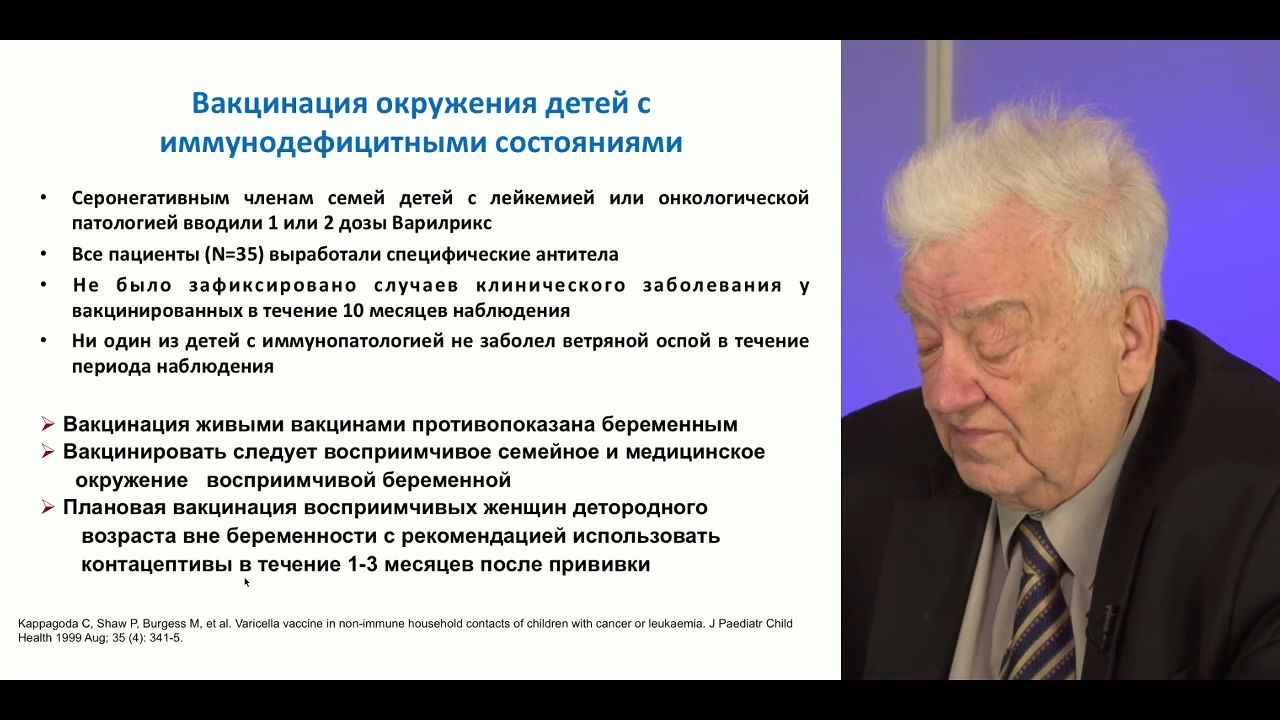 Вакцинация окружения детей с
иммунодефицитными состояниями
• Серонегативным членам семей детей с лейкемией или онкологической
патологией вводили 1 или 2 дозы Варилрикс
• Все пациенты (N=35) выработали специфические антитела
• Не было зафиксировано случаев клинического заболевания у
вакцинированных в течение 10 месяцев наблюдения
• Ни один из детей с иммунопатологией не заболел ветряной оспой в течение
периода наблюдения
➢ Вакцинация живыми вакцинами противопоказана беременным
➢ Вакцинировать следует восприимчивое семейное и медицинское
окружение восприимчивой беременной
➢ Плановая вакцинация восприимчивых женщин детородного
возраста вне беременности с рекомендацией использовать
контацептивы в течение 1-3 месяцев после прививки
Kappagoda C, Shaw P, Burgess M, et al. Varicella vaccine in non-immune household contacts of children with cancer or leukaemia. J Paediatr Child
Health 1999 Aug; 35 (4): 341-5.